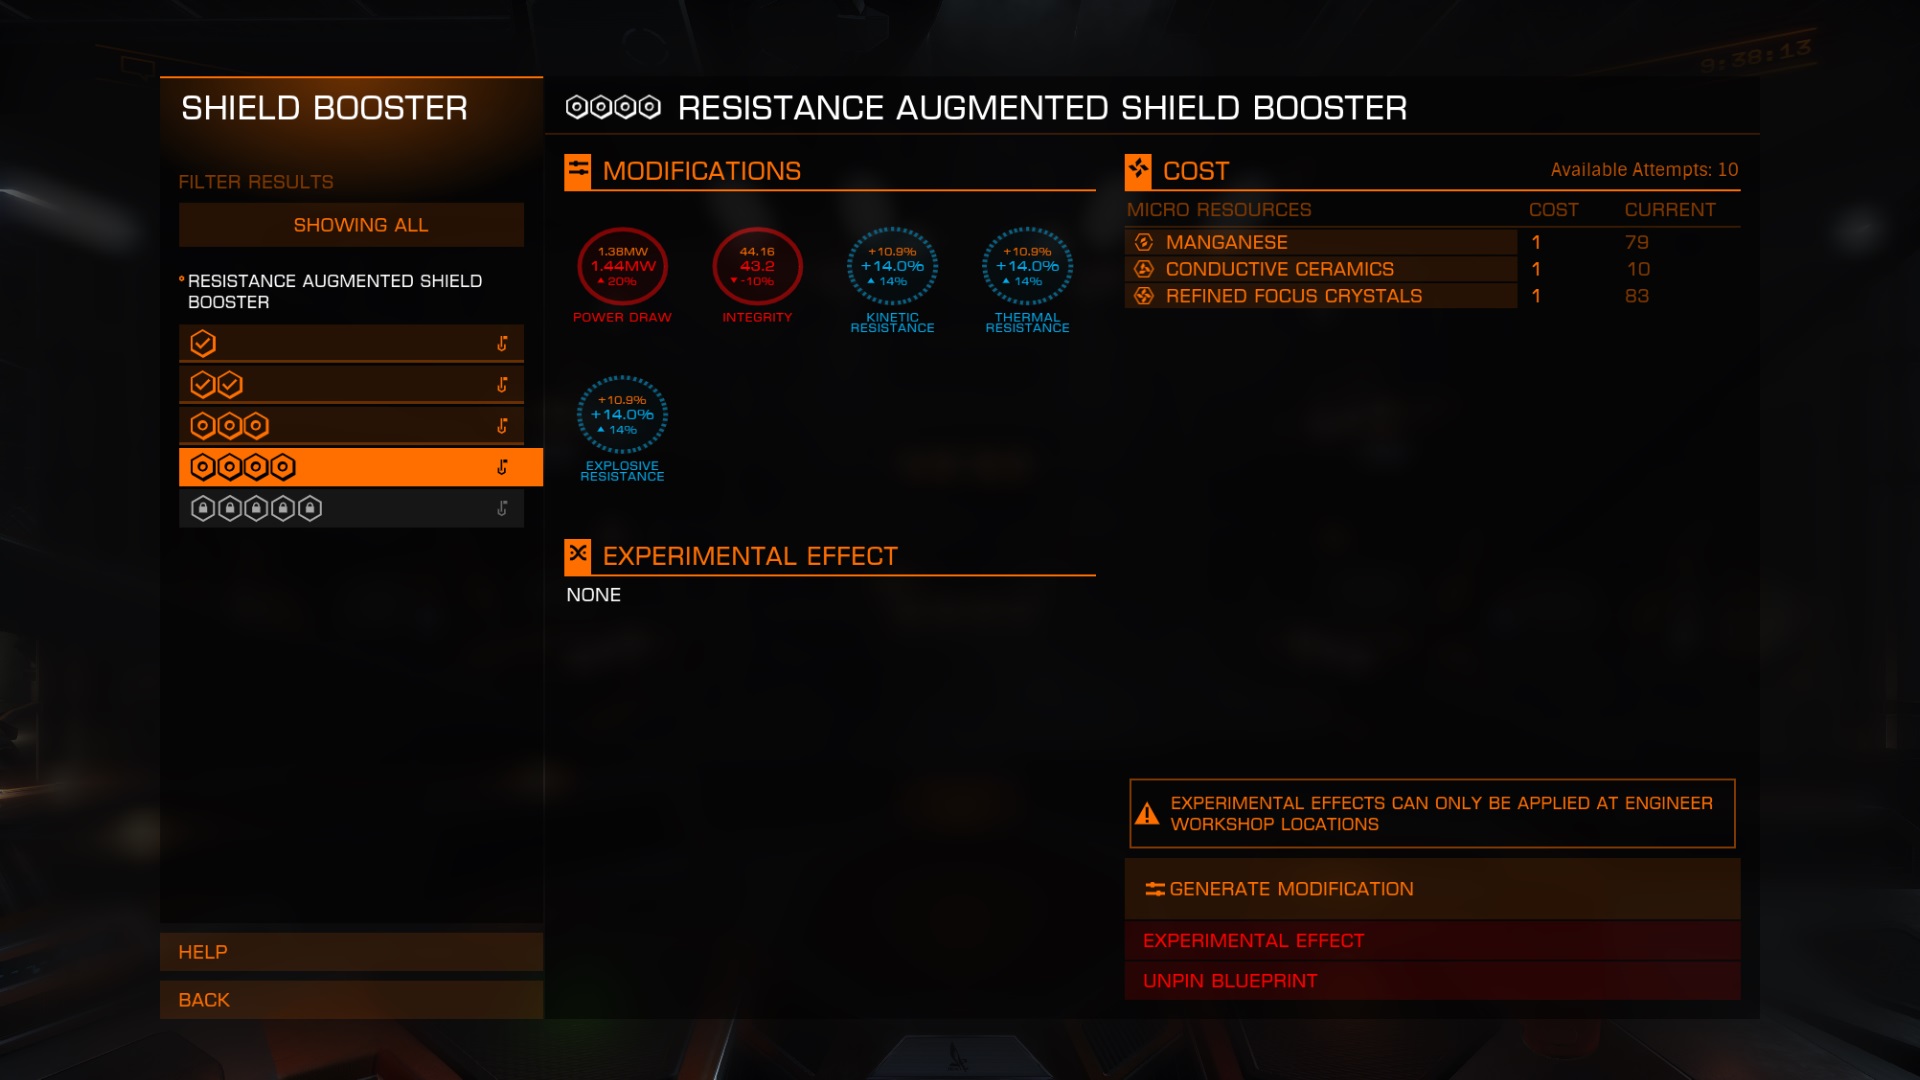 9:38:13
SHIELD BOOSTER
FILTER RESULTS
SHOWING ALL
RESISTANCE AUGMENTED SHIELD
BOOSTER
HELP
BACK
RESISTANCE AUGMENTED SHIELD BOOSTER
MODIFICATIONS
1.38MW
1.44MW
▲ 20%
POWER DRAW
44.16
43.2
▼ -10%
INTEGRITY
+10.9%
+14.0%
▲ 14%
KINETIC
RESISTANCE
+10.9%
+14.0%
▲ 14%
THERMAL
RESISTANCE
+10.9%
+14.0%
▲ 14%
EXPLOSIVE
RESISTANCE
EXPERIMENTAL EFFECT
NONE
COST
Available Attempts: 10
MICRO RESOURCES COST CURRENT
MANGANESE 1 79
CONDUCTIVE CERAMICS 1 10
REFINED FOCUS CRYSTALS 1 83
EXPERIMENTAL EFFECTS CAN ONLY BE APPLIED AT ENGINEER
WORKSHOP LOCATIONS
GENERATE MODIFICATION
EXPERIMENTAL EFFECT
UNPIN BLUEPRINT